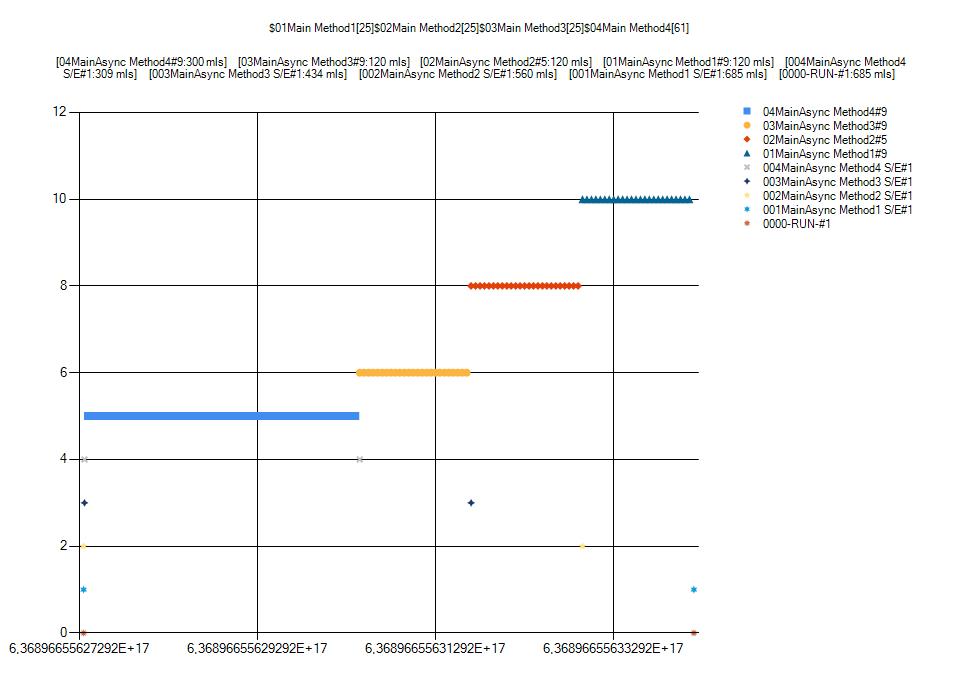 $01Main Method1[25]$02Main Method2[25]$03Main Method3[25]$04Main Method4[61]
[04MainAsync Method4#9:300 mls] [03MainAsync Method3#9:120 mls] [02MainAsync Method2#5:120 mls] [01MainAsync Method1#9:120 mls] [004MainAsync Method4
S/E#1:309 mls] [003MainAsync Method3 S/E#1:434 mls] [002MainAsync Method2 S/E#1:560 mls] [001MainAsync Method1 S/E#1:685 mls] [0000-RUN-#1:685 mls]
12
10
8
6
4
2
0
6,36896655627292E+17 6,36896655629292E+17 6,36896655631292E+17 6,36896655633292E+17
04MainAsync Method4#9
03MainAsync Method3#9
02MainAsync Method2#5
01MainAsync Method1#9
004MainAsync Method4 S/E#1
003MainAsync Method3 S/E#1
002MainAsync Method2 S/E#1
001MainAsync Method1 S/E#1
0000-RUN-#1